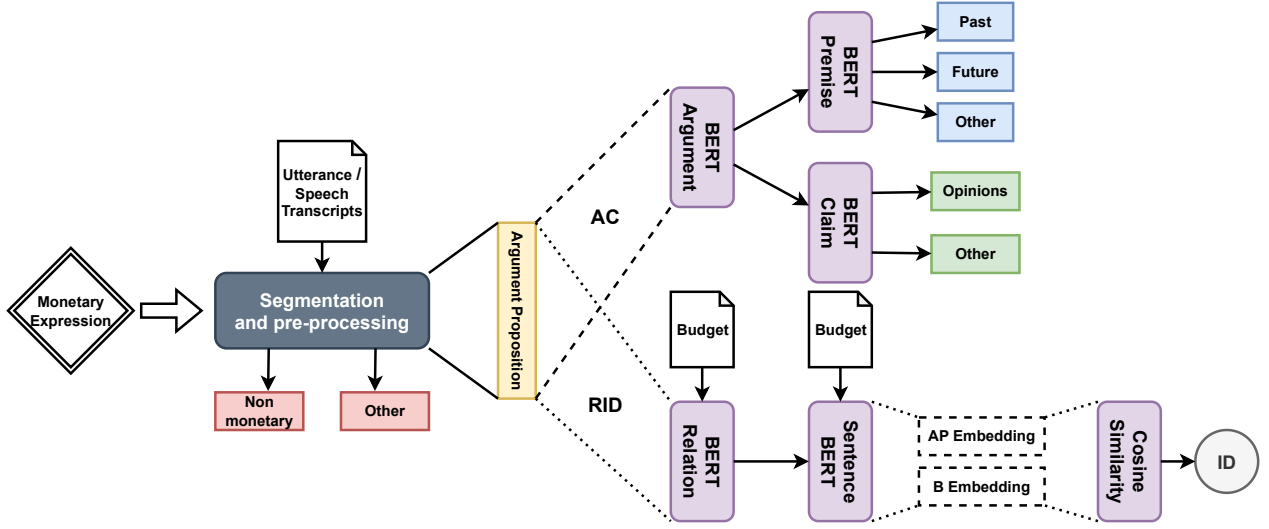 Monetary
Expression
Utterance /
Speech
Transcripts
Segmentation
and pre-processing
Non
monetary
Other
Argument Proposition
AC
RID
BERT
Argument
BERT
Premise
Past
Future
Other
BERT
Claim
Opinions
Other
Budget
Budget
BERT
Relation
Sentence
BERT
AP Embedding
B Embedding
Cosine
Similarity
ID